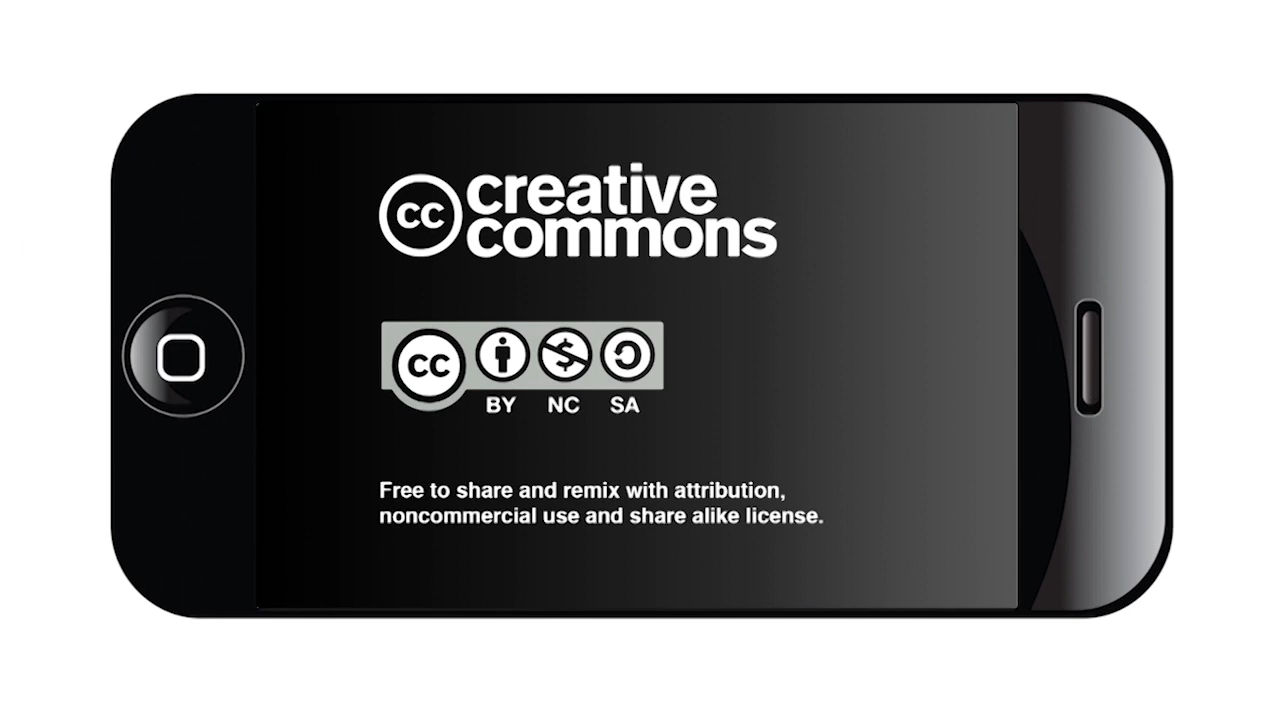 cc creative
commons
cc
BY NC SA
Free to share and remix with attribution,
noncommercial use and share alike license.